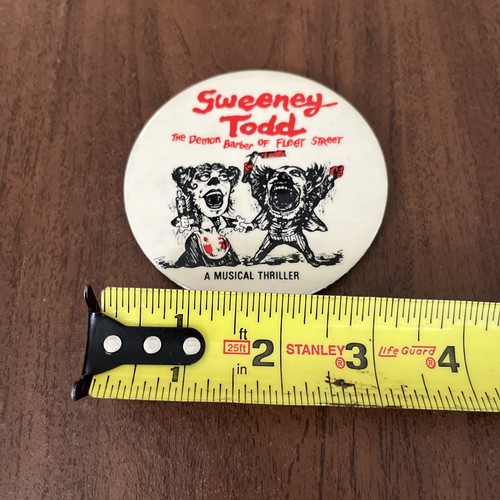 Sweeney
Todd
The Demon Barber OF FLEET STREET
A MUSICAL THRILLER
1 ft 25ft 2 STANLEY® 3 Life Guard® 4
1 in